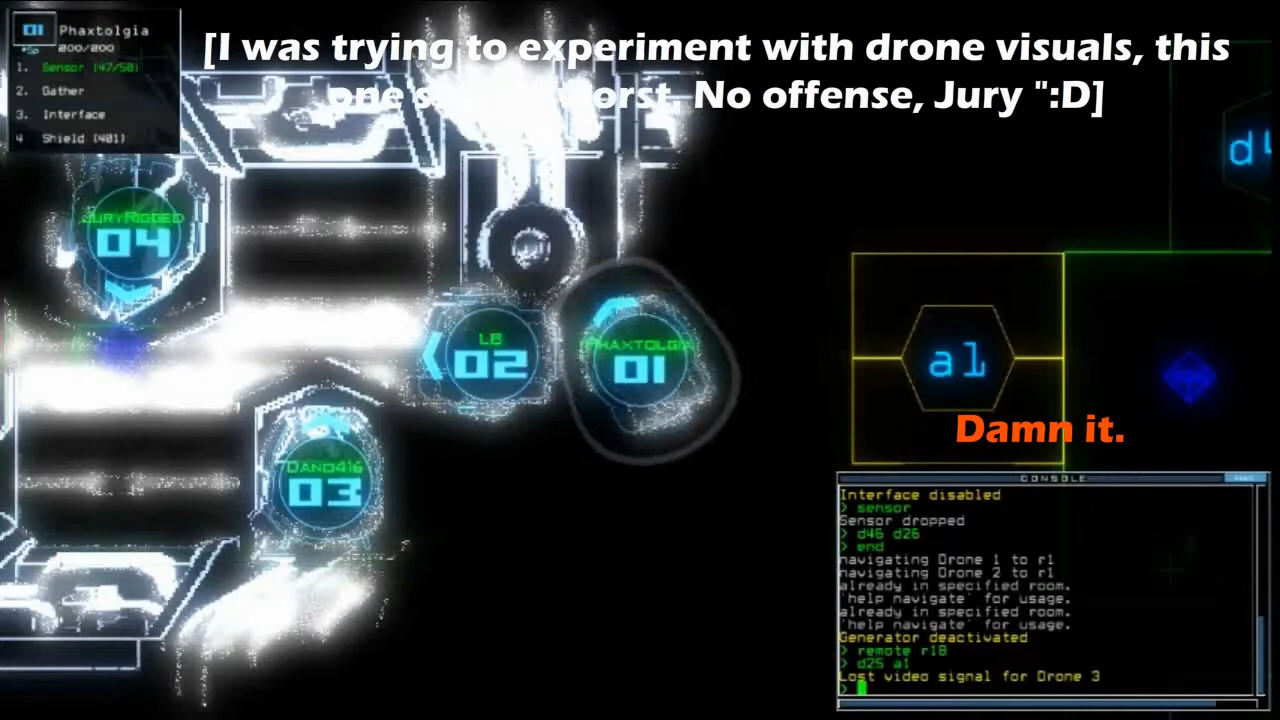 01 Phaxtolgia
200/200
1. Sensor (47/50)
2. Gather
3. Interface
4 Shield (401)
[I was trying to experiment with drone visuals, this
one's worst. No offense, Jury ":D]
JuryRigged
04
LB
02
Phaxtolgia
01
Dano416
03
d4
a1
Damn it.
CONSOLE
Interface disabled
> sensor
Sensor dropped
> d46 d26
> end
navigating Drone 1 to r1
navigating Drone 2 to r1
already in specified room.
'help navigate' for usage.
already in specified room.
'help navigate' for usage.
Generator deactivated
> remote r18
> d25 a1
Lost video signal for Drone 3
>